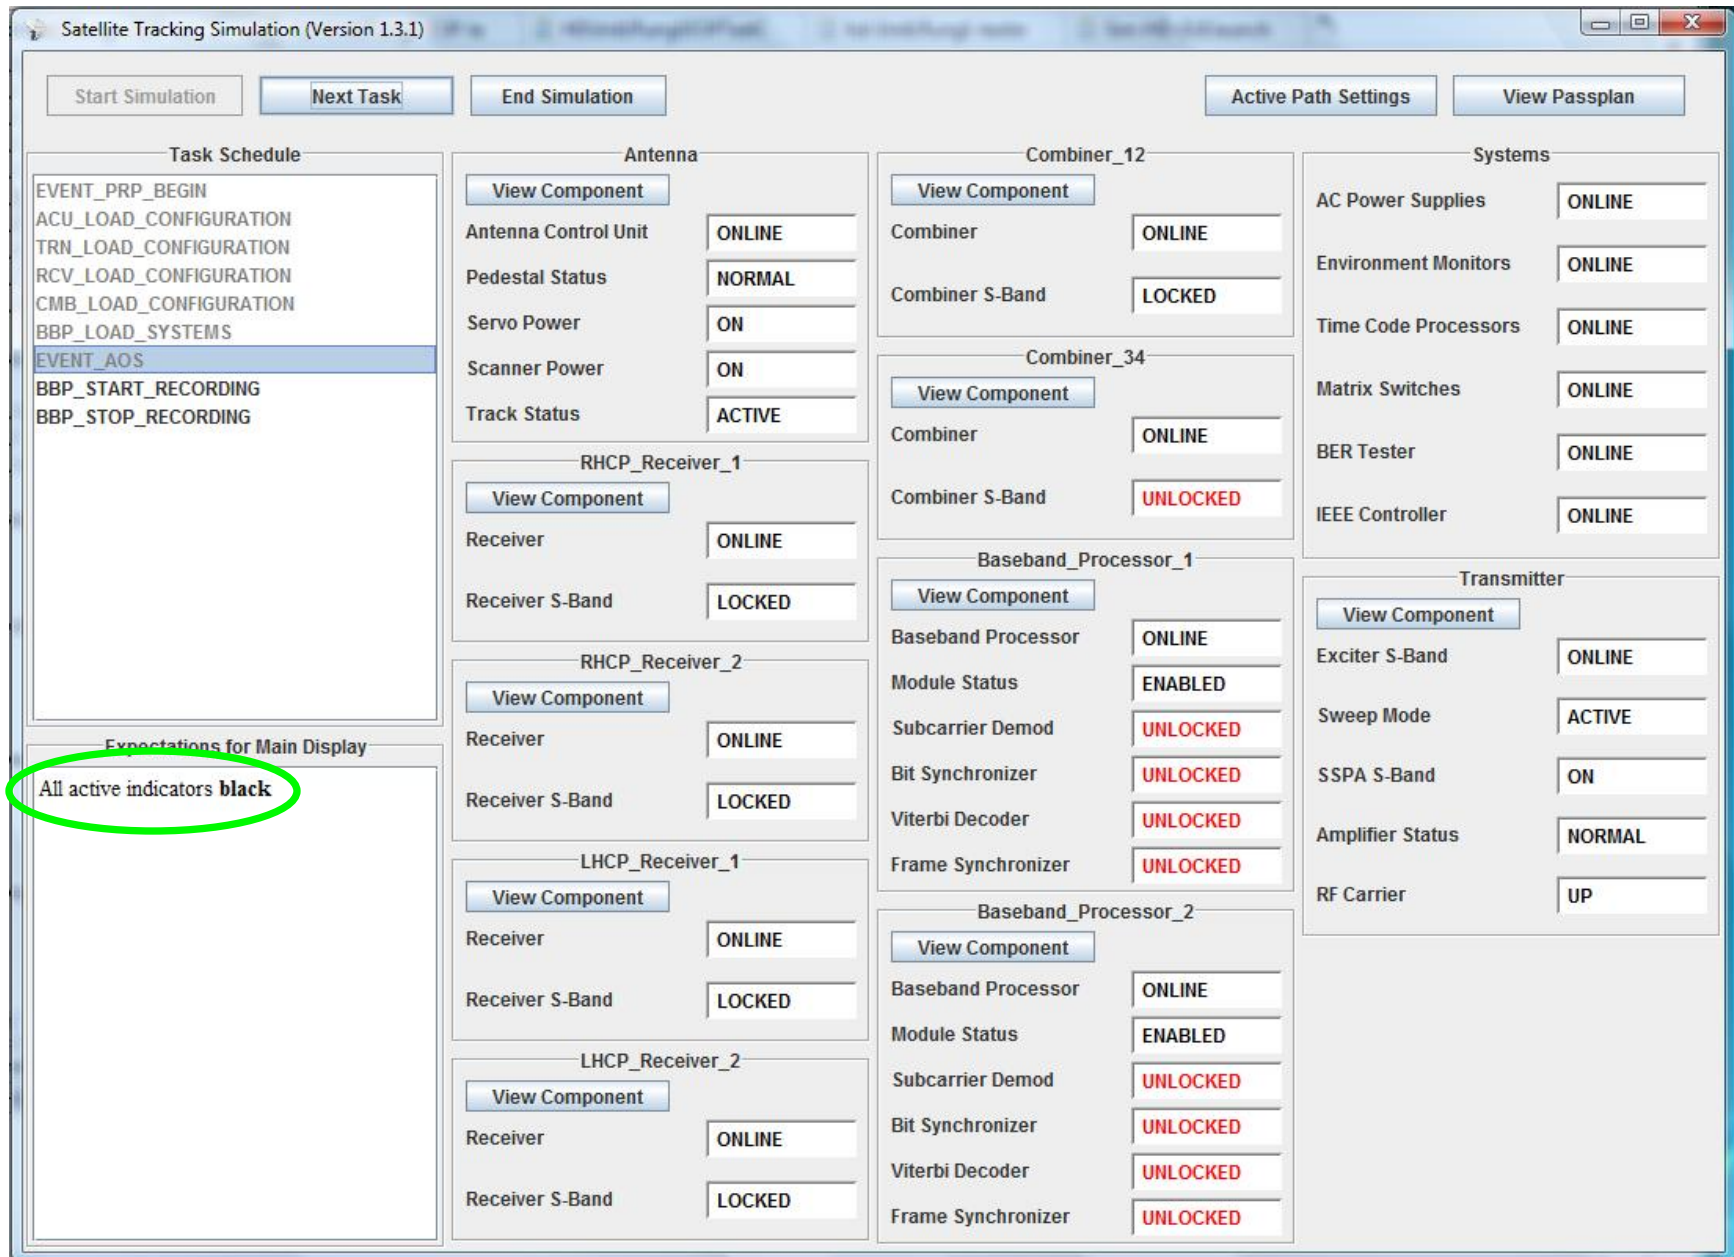 Satellite Tracking Simulation (Version 1.3.1)
Start Simulation
Next Task
End Simulation
Active Path Settings
View Passplan
Task Schedule
EVENT_PRP_BEGIN
ACU_LOAD_CONFIGURATION
TRN_LOAD_CONFIGURATION
RCV_LOAD_CONFIGURATION
CMB_LOAD_CONFIGURATION
BBP_LOAD_SYSTEMS
EVENT_AOS
BBP_START_RECORDING
BBP_STOP_RECORDING
Expectations for Main Display
All active indicators black
Antenna
View Component
Antenna Control Unit ONLINE
Pedestal Status NORMAL
Servo Power ON
Scanner Power ON
Track Status ACTIVE
RHCP_Receiver_1
View Component
Receiver ONLINE
Receiver S-Band LOCKED
RHCP_Receiver_2
View Component
Receiver ONLINE
Receiver S-Band LOCKED
LHCP_Receiver_1
View Component
Receiver ONLINE
Receiver S-Band LOCKED
LHCP_Receiver_2
View Component
Receiver ONLINE
Receiver S-Band LOCKED
Combiner_12
View Component
Combiner ONLINE
Combiner S-Band LOCKED
Combiner_34
View Component
Combiner ONLINE
Combiner S-Band UNLOCKED
Baseband_Processor_1
View Component
Baseband Processor ONLINE
Module Status ENABLED
Subcarrier Demod UNLOCKED
Bit Synchronizer UNLOCKED
Viterbi Decoder UNLOCKED
Frame Synchronizer UNLOCKED
Baseband_Processor_2
View Component
Baseband Processor ONLINE
Module Status ENABLED
Subcarrier Demod UNLOCKED
Bit Synchronizer UNLOCKED
Viterbi Decoder UNLOCKED
Frame Synchronizer UNLOCKED
Systems
AC Power Supplies ONLINE
Environment Monitors ONLINE
Time Code Processors ONLINE
Matrix Switches ONLINE
BER Tester ONLINE
IEEE Controller ONLINE
Transmitter
View Component
Exciter S-Band ONLINE
Sweep Mode ACTIVE
SSPA S-Band ON
Amplifier Status NORMAL
RF Carrier UP